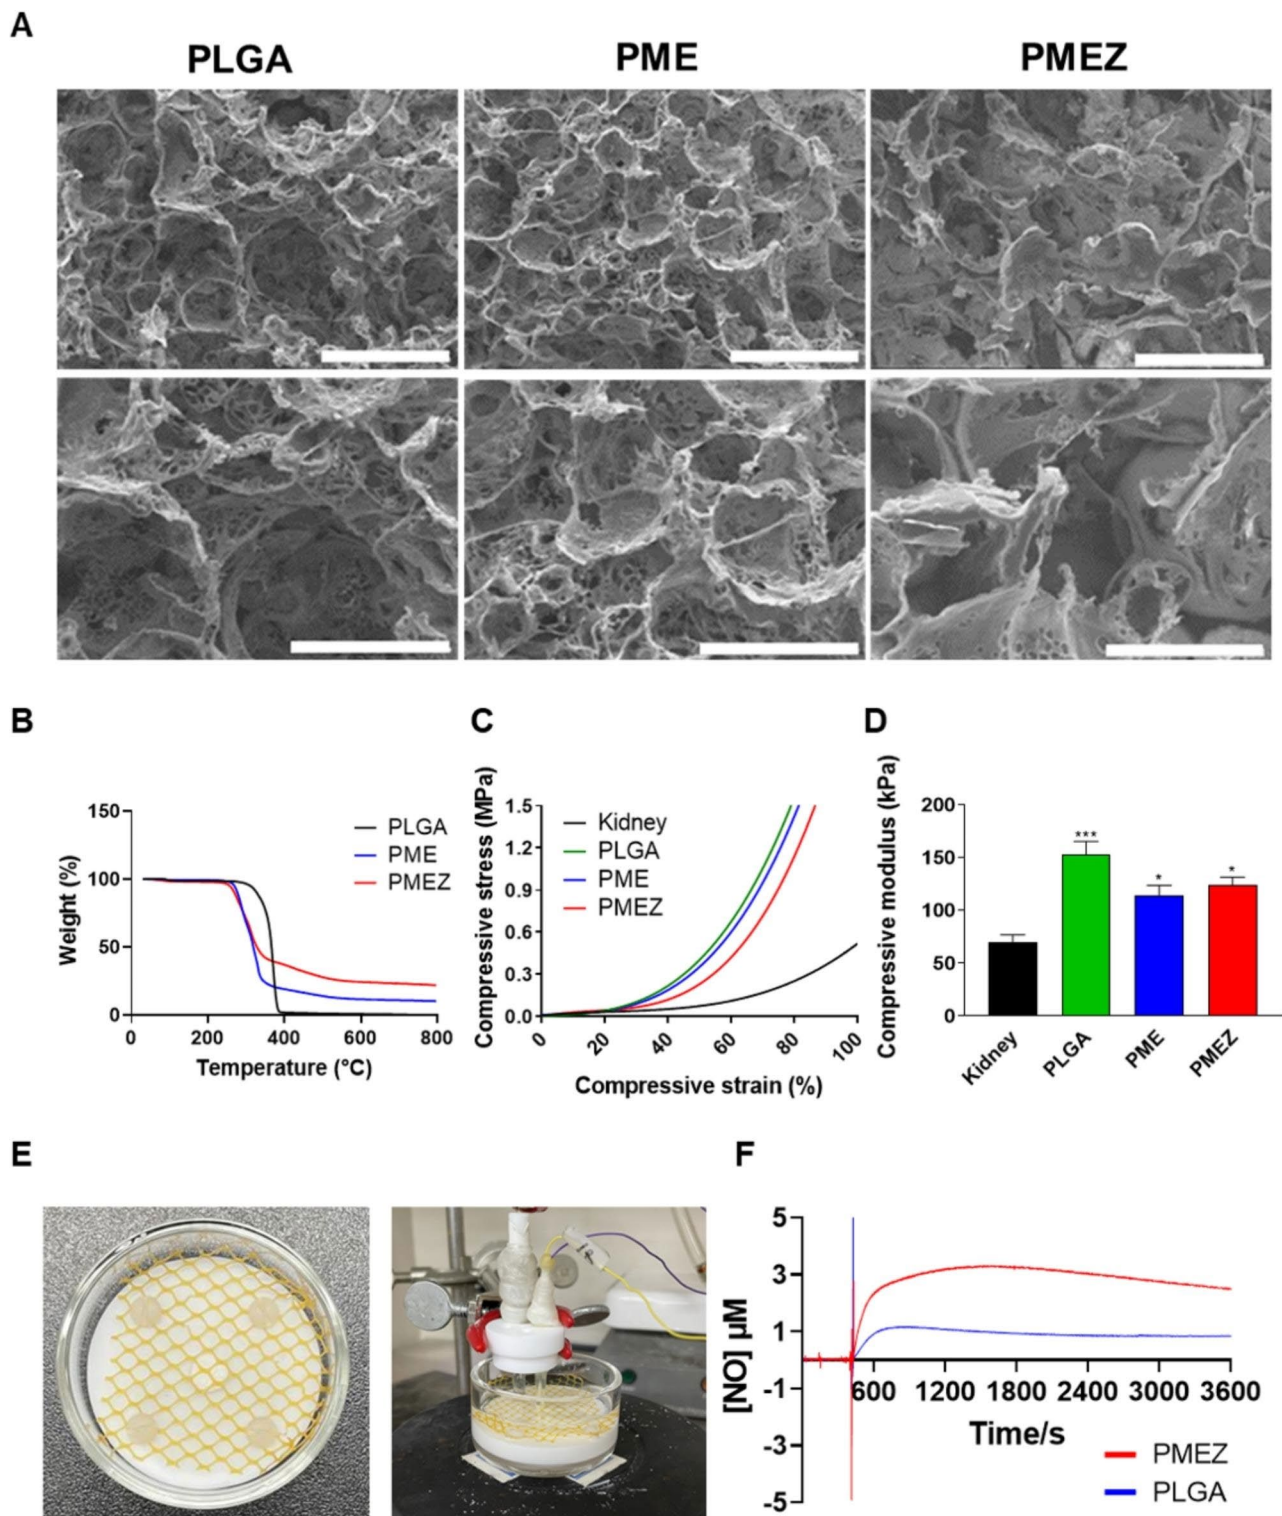 A
PLGA
PME
PMEZ
B
C
D
150
100
50
0
0
200
400
600
800
Weight (%)
Temperature (°C)
PLGA
PME
PMEZ
1.5
1.2
0.9
0.6
0.3
0.0
0
20
40
60
80
100
Compressive stress (MPa)
Compressive strain (%)
Kidney
PLGA
PME
PMEZ
200
150
100
50
0
Compressive modulus (kPa)
***
*
*
Kidney
PLGA
PME
PMEZ
E
F
5
3
1
-1
-3
-5
[NO] µM
600
1200
1800
2400
3000
3600
Time/s
PMEZ
PLGA